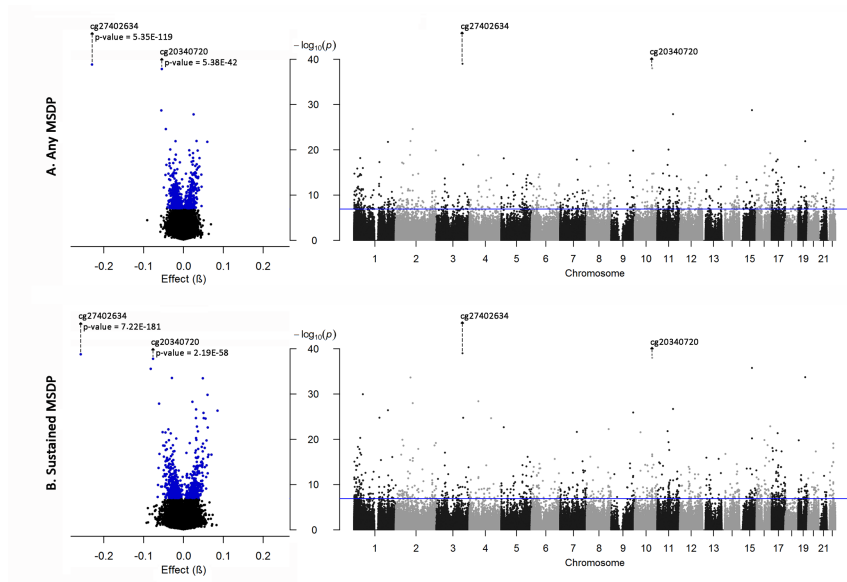 cg27402634
p-value = 5.35E-119
cg20340720
p-value = 5.38E-42
A. Any MSDP
−log10(p)
40
30
20
10
0
-0.2 -0.1 0.0 0.1 0.2
Effect (ß)
cg27402634
cg20340720
1 2 3 4 5 6 7 8 9 10 11 12 13 14 15 16 17 19 21
Chromosome
cg27402634
p-value = 7.22E-181
cg20340720
p-value = 2.19E-58
B. Sustained MSDP
−log10(p)
40
30
20
10
0
-0.2 -0.1 0.0 0.1 0.2
Effect (ß)
cg27402634
cg20340720
1 2 3 4 5 6 7 8 9 10 11 12 13 14 15 16 17 19 21
Chromosome